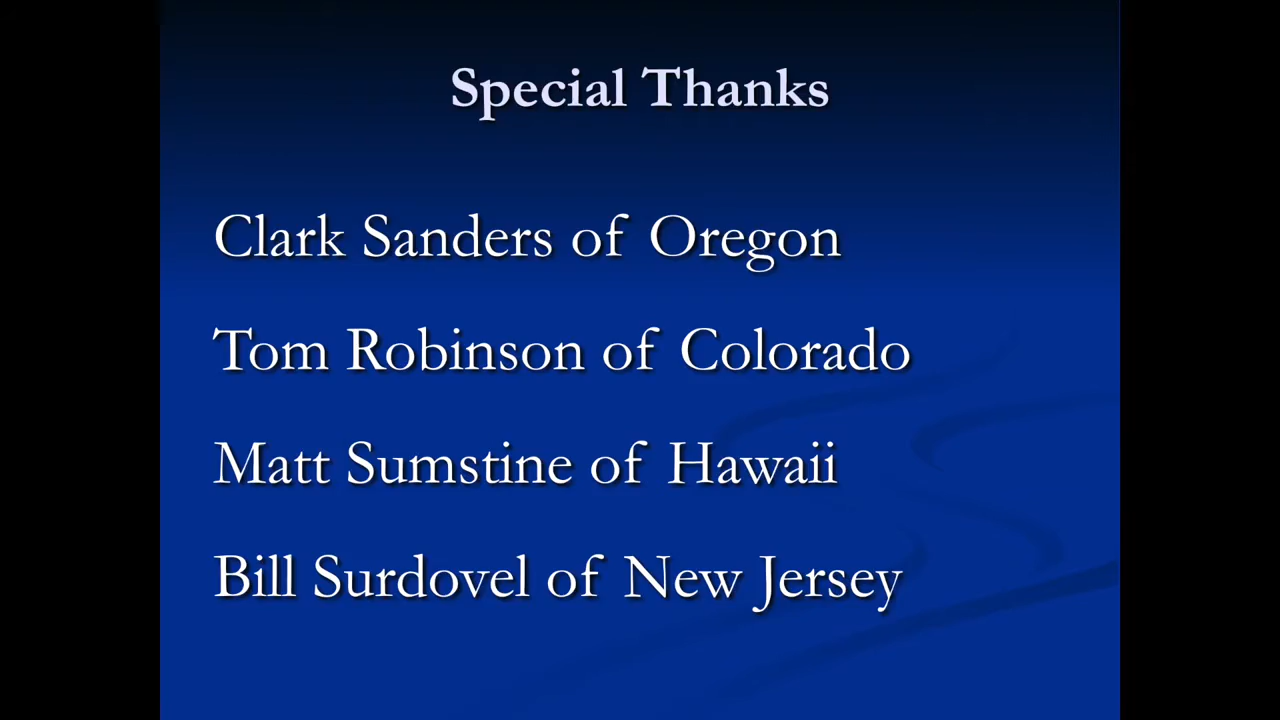 Special Thanks
Clark Sanders of Oregon
Tom Robinson of Colorado
Matt Sumstine of Hawaii
Bill Surdovel of New Jersey